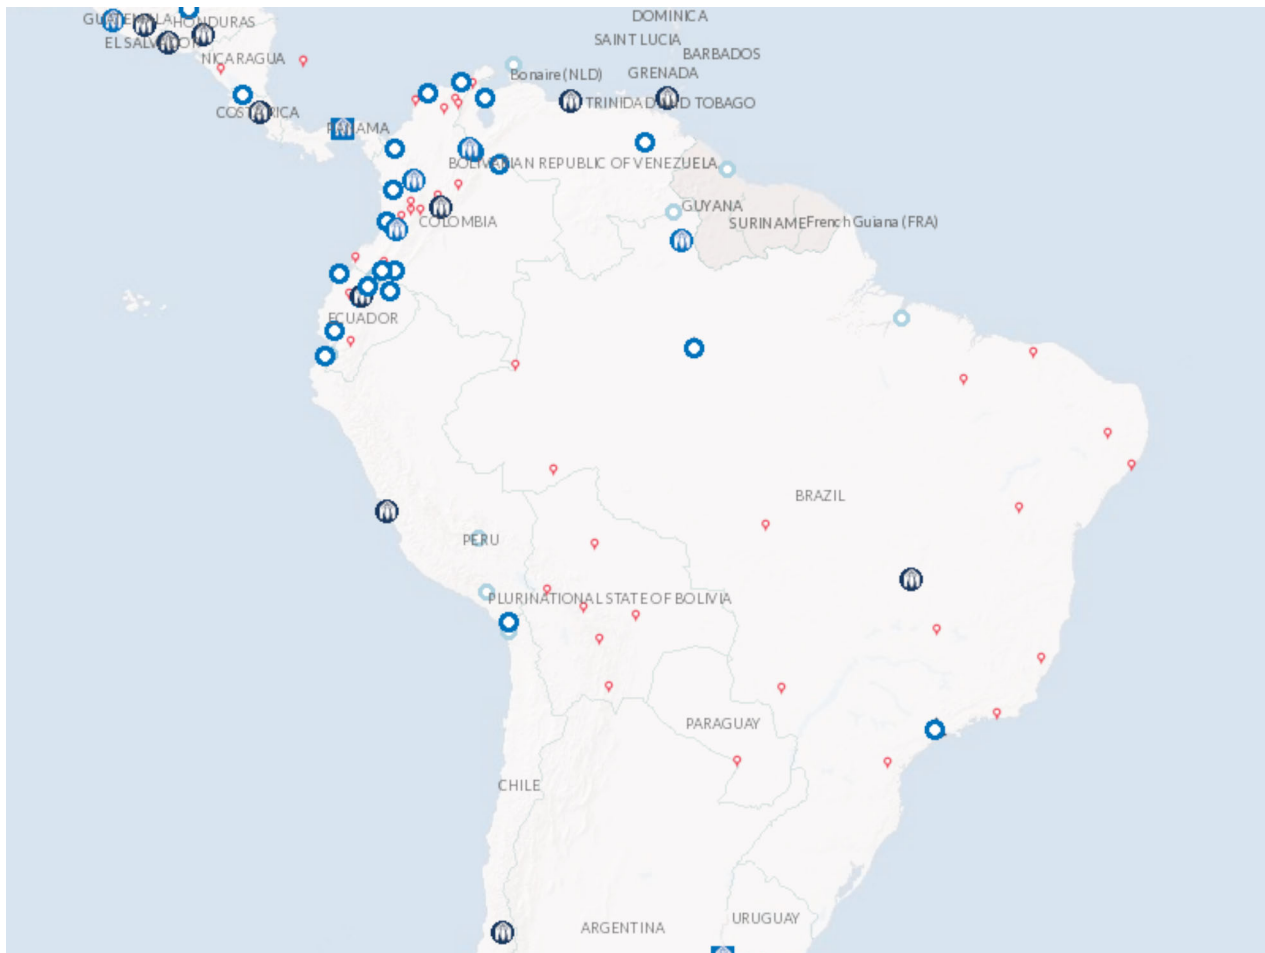 DOMINICA
GUATEMALA
HONDURAS
SAINT LUCIA
EL SALVADOR
BARBADOS
NICARAGUA
Bonaire (NLD)
GRENADA
TRINIDAD AND TOBAGO
COSTA RICA
PANAMA
BOLIVARIAN REPUBLIC OF VENEZUELA
GUYANA
COLOMBIA
SURINAME
French Guiana (FRA)
ECUADOR
BRAZIL
PERU
PLURINATIONAL STATE OF BOLIVIA
PARAGUAY
CHILE
URUGUAY
ARGENTINA